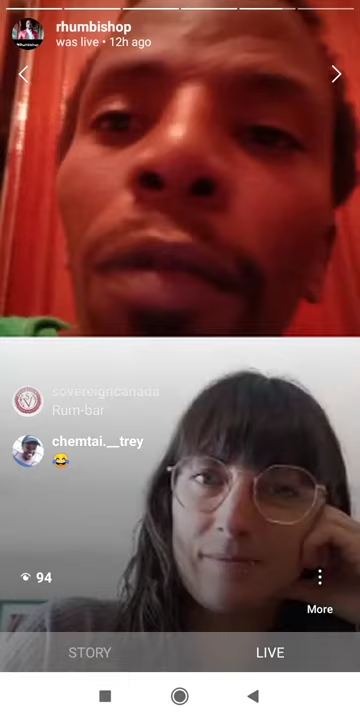 rhumbishop
was live • 12h ago
sovereigncanada
Rum-bar
chemtai.__trey
😂
94
More
STORY
LIVE